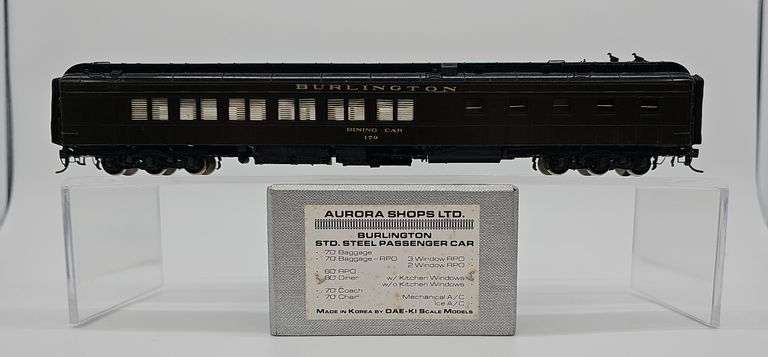 BURLINGTON
DINING CAR
179
AURORA SHOPS LTD.
BURLINGTON
STD. STEEL PASSENGER CAR
70' Baggage
70' Baggage - RPO 3 Window RPO
2 Window RPO
60' RPO
80' Diner w/ Kitchen Windows
w/o Kitchen Windows
70' Coach
70' Chair Mechanical A/C
Ice A/C
MADE IN KOREA BY DAE-KI SCALE MODELS